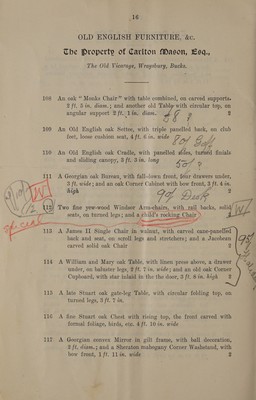 16
OLD ENGLISH FURNITURE, &c.
The Property of Carlton Mason, Esq.,
The Old Vicarage, Wraysbury, Bucks.
108 An oak "Monks Chair" with table combined, on carved supports,
2 ft. 5 in. diam.; and another old Table with circular top, on
angular support 2 ft. 1 in. diam. 2
109 An Old English oak Settee, with triple panelled back, on club
feet, loose cushion seat, 4 ft. 6 in. wide
110 An Old English oak Cradle, with panelled sides, turned finials
and sliding canopy, 3 ft. 3 in. long
50/ ?
111 A Georgian oak Bureau, with fall-down front, four drawers under,
3 ft. wide; and an oak Corner Cabinet with bow front, 3 ft. 4 in.
high 2
112 Two fine yew-wood Windsor Arm-chairs, with rail backs, solid
seats, on turned legs; and a child's rocking Chair
113 A James II Single Chair in walnut, with carved cane-panelled
back and seat, on scroll legs and stretchers; and a Jacobean
carved solid oak Chair 2
114 A William and Mary oak Table, with linen press above, a drawer
under, on baluster legs, 2 ft. 7 in. wide; and an old oak Corner
Cupboard, with star inlaid to the the door, 2 ft. 6 in. high 2
115 A late Stuart gate-leg Table, with circular folding top, on
turned legs, 3 ft. 7 in.
116 A fine Stuart oak Chest with rising top, the front carved with
formal foliage, birds, etc. 4 ft. 10 in. wide
117 A Georgian convex Mirror in gilt frame, with ball decoration,
2 ft. diam.; and a Sheraton mahogany Corner Washstand, with
bow front, 1 ft. 11 in. wide 2